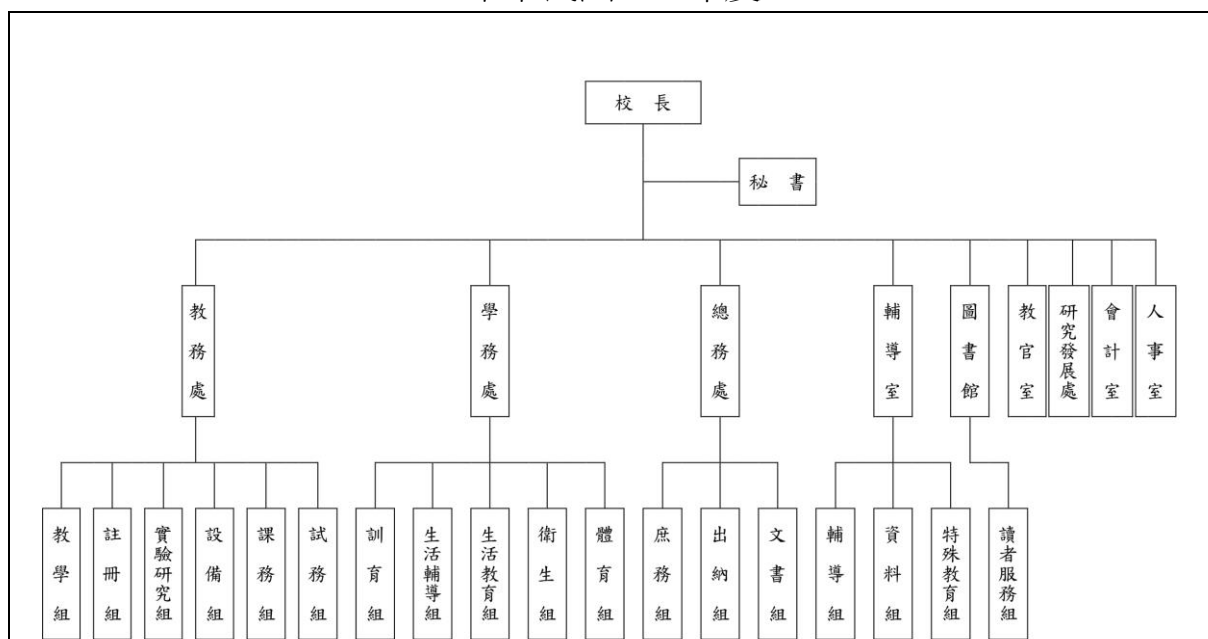 校長
秘書
教務處
學務處
總務處
輔導室
圖書館
教官室
研究發展處
會計室
人事室
教學組
註冊組
實驗研究組
設備組
課務組
試務組
訓育組
生活輔導組
生活教育組
衛生組
體育組
庶務組
出納組
文書組
輔導組
資料組
特殊教育組
讀者服務組